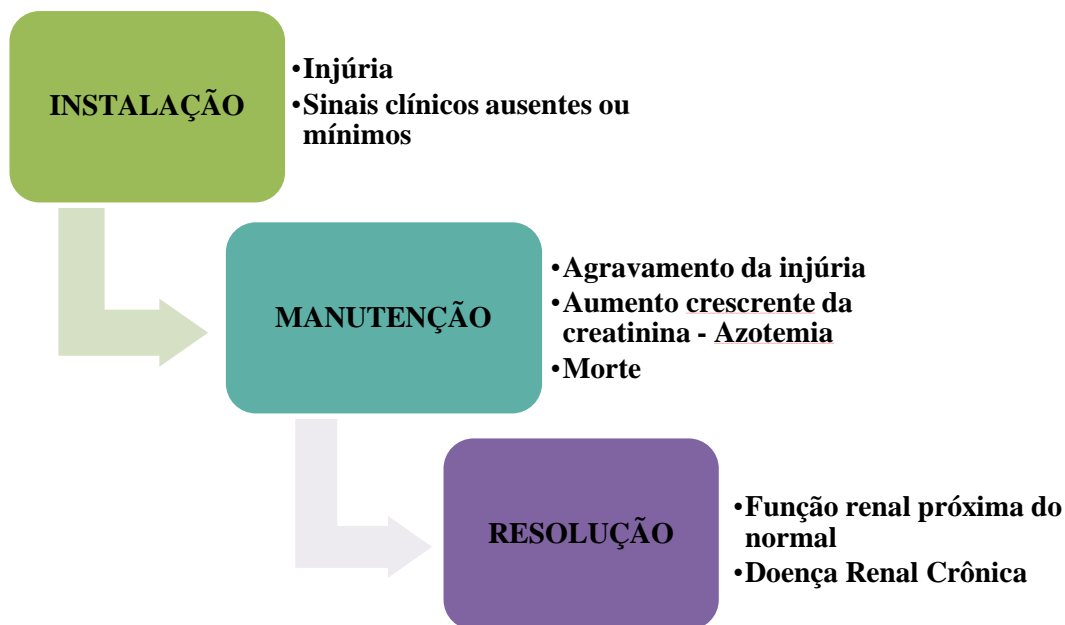 INSTALAÇÃO
•Injúria
•Sinais clínicos ausentes ou
mínimos
MANUTENÇÃO
•Agravamento da injúria
•Aumento crescrente da
creatinina - Azotemia
•Morte
RESOLUÇÃO
•Função renal próxima do
normal
•Doença Renal Crônica